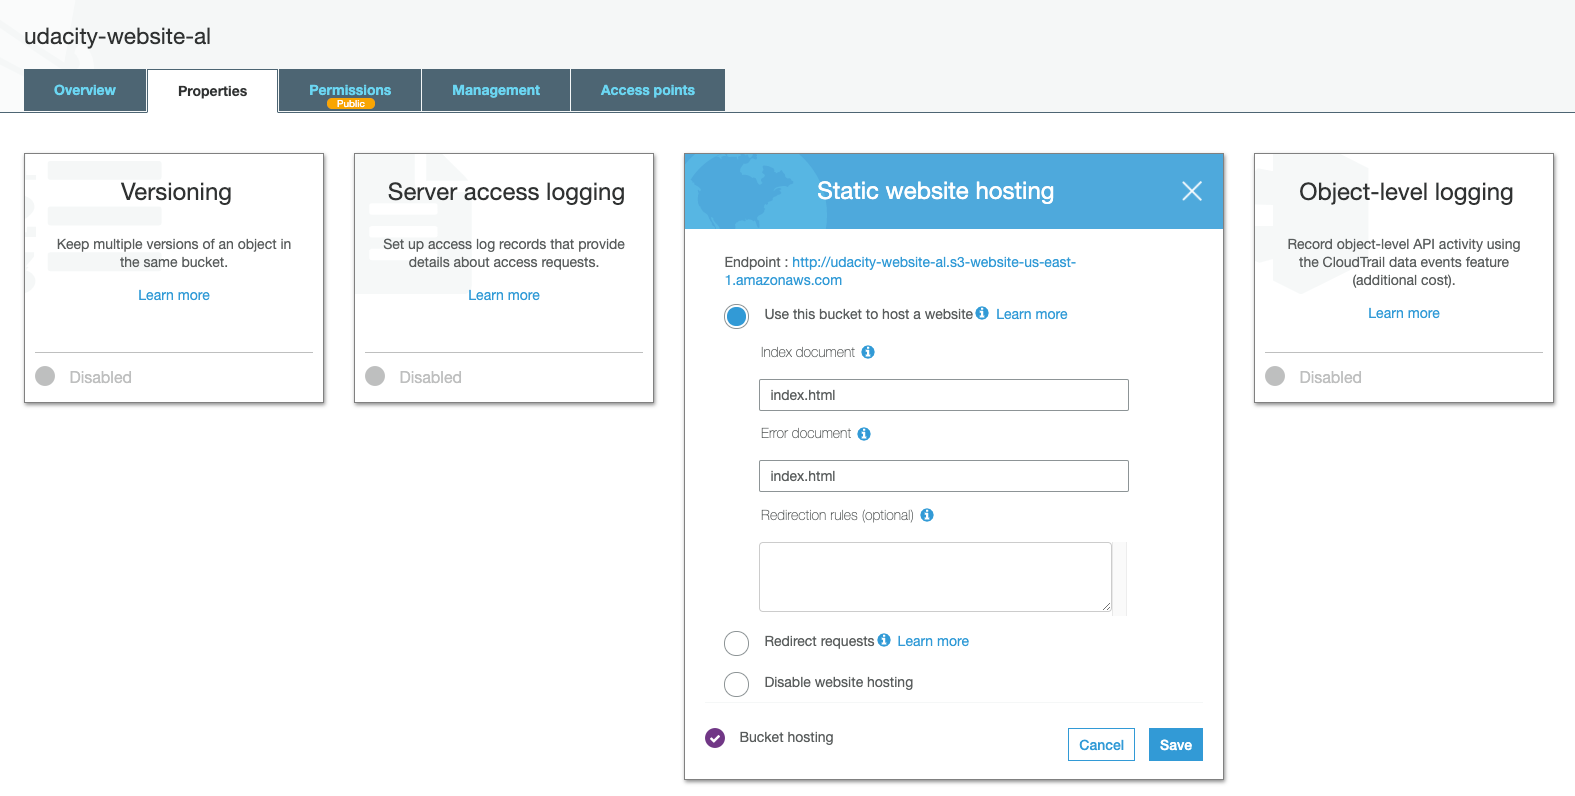 udacity-website-al
Overview
Properties
Permissions
Public
Management
Access points
Versioning
Keep multiple versions of an object in
the same bucket.
Learn more
Disabled
Server access logging
Set up access log records that provide
details about access requests.
Learn more
Disabled
Static website hosting
Endpoint : http://udacity-website-al.s3-website-us-east-
1.amazonaws.com
Use this bucket to host a website Learn more
Index document
index.html
Error document
index.html
Redirection rules (optional)
Redirect requests Learn more
Disable website hosting
Bucket hosting
Cancel
Save
Object-level logging
Record object-level API activity using
the CloudTrail data events feature
(additional cost).
Learn more
Disabled